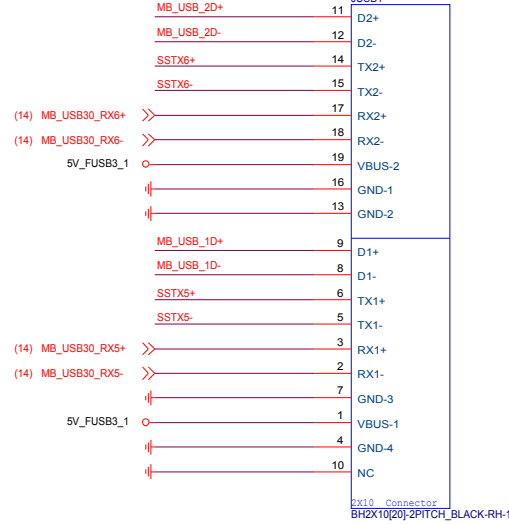 JUSB1
MB_USB_2D+ 11 D2+
MB_USB_2D- 12 D2-
SSTX6+ 14 TX2+
SSTX6- 15 TX2-
(14) MB_USB30_RX6+ 17 RX2+
(14) MB_USB30_RX6- 18 RX2-
5V_FUSB3_1 19 VBUS-2
16 GND-1
13 GND-2
MB_USB_1D+ 9 D1+
MB_USB_1D- 8 D1-
SSTX5+ 6 TX1+
SSTX5- 5 TX1-
(14) MB_USB30_RX5+ 3 RX1+
(14) MB_USB30_RX5- 2 RX1-
7 GND-3
5V_FUSB3_1 1 VBUS-1
4 GND-4
10 NC
2X10 Connector
BH2X10[20]-2PITCH_BLACK-RH-1